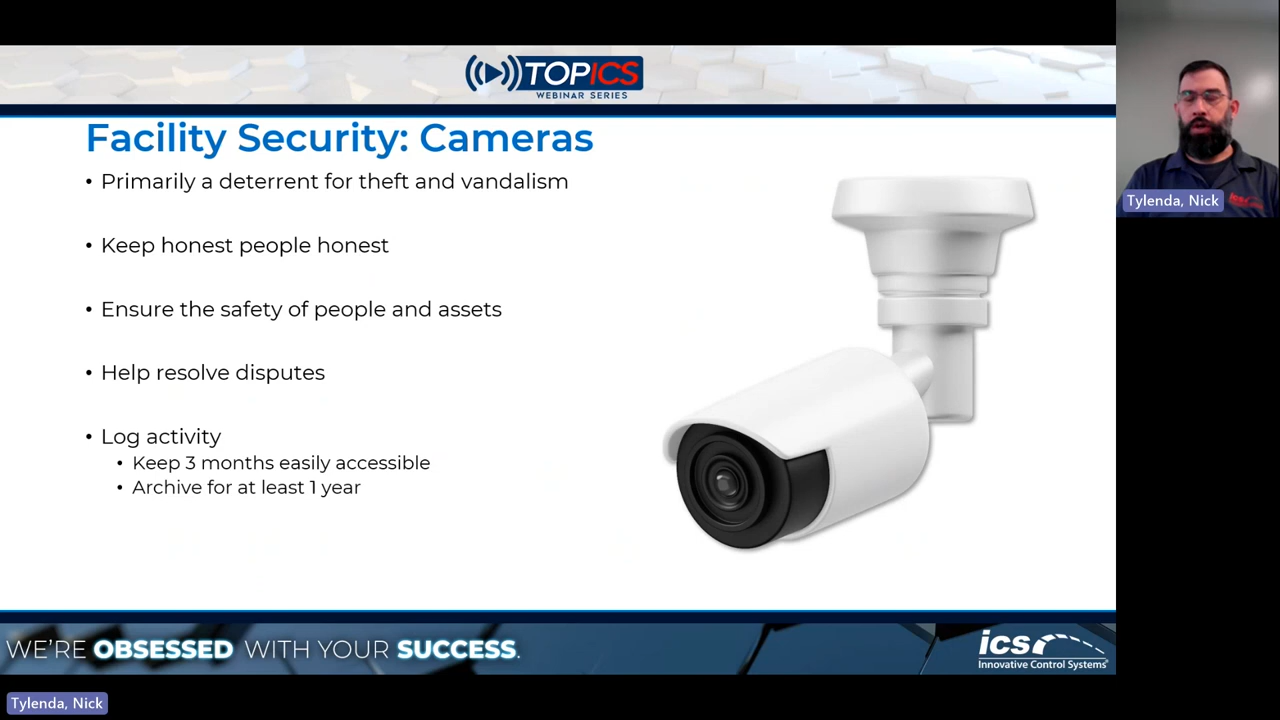 TOPICS
WEBINAR SERIES
Facility Security: Cameras
• Primarily a deterrent for theft and vandalism
• Keep honest people honest
• Ensure the safety of people and assets
• Help resolve disputes
• Log activity
• Keep 3 months easily accessible
• Archive for at least 1 year
WE'RE OBSESSED WITH YOUR SUCCESS.
ics
Innovative Control Systems
ics
Tylenda, Nick
Tylenda, Nick